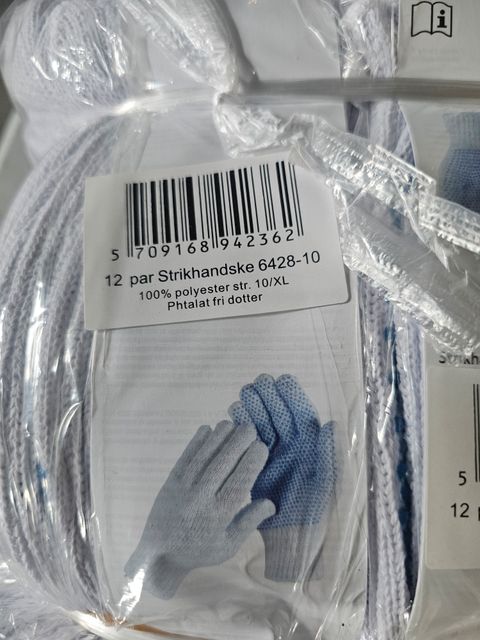 5 709168 942362
12 par Strikhandske 6428-10
100% polyester str. 10/XL
Phtalat fri dotter
5
12